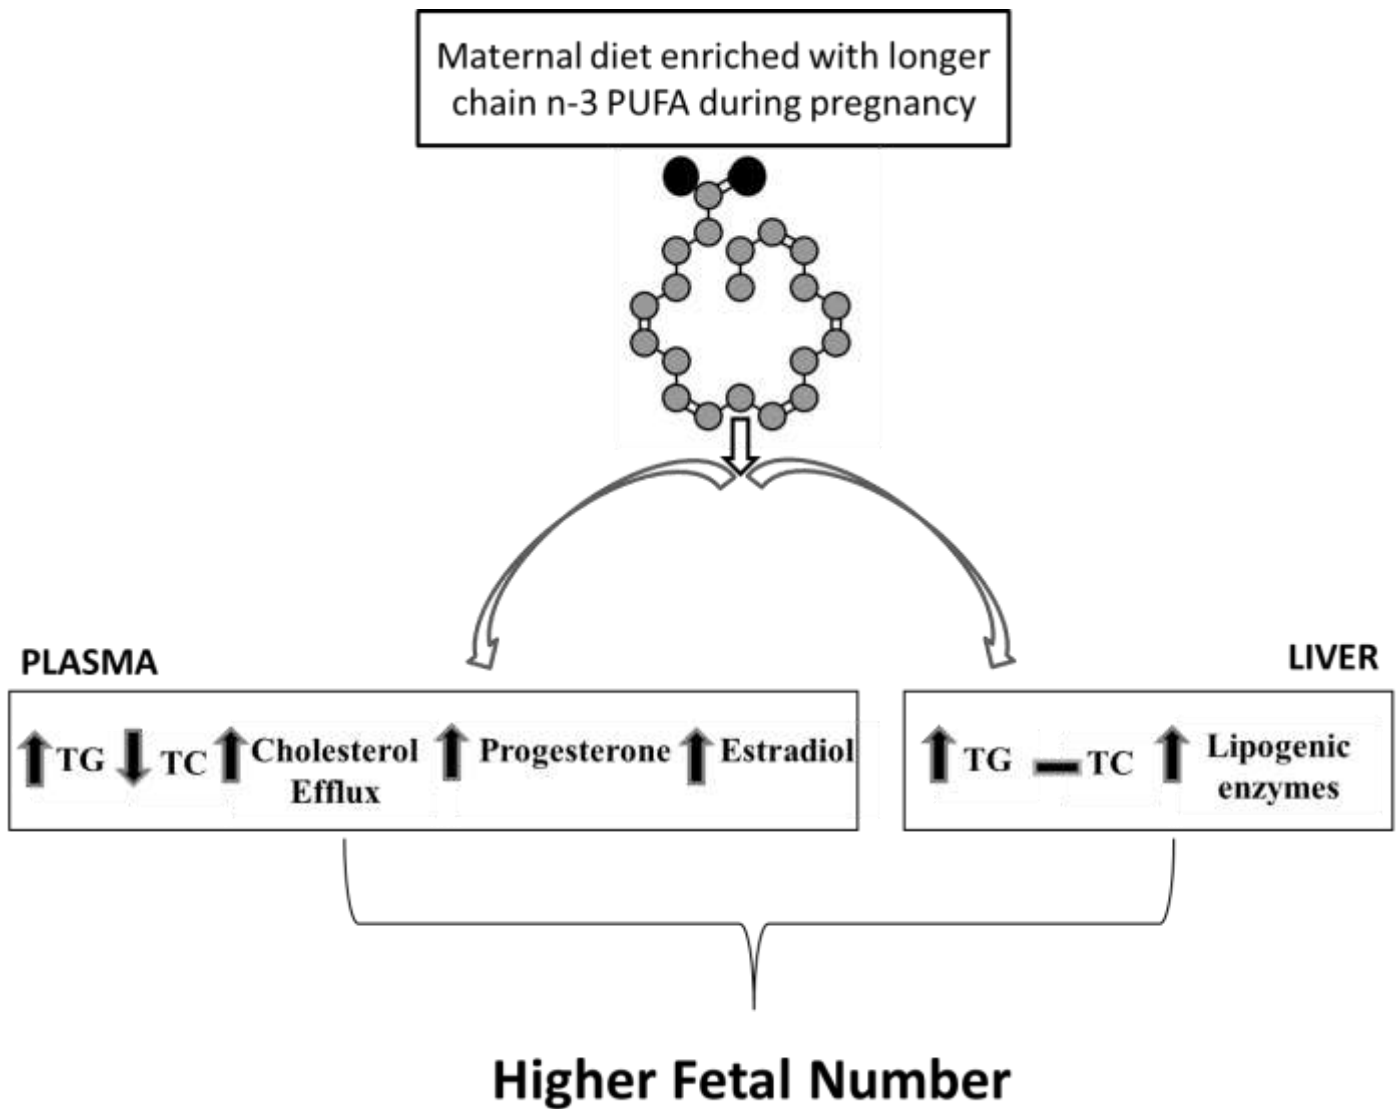 Maternal diet enriched with longer
chain n-3 PUFA during pregnancy
PLASMA
TG TC Cholesterol
Efflux
Progesterone
Estradiol
LIVER
TG TC Lipogenic
enzymes
Higher Fetal Number